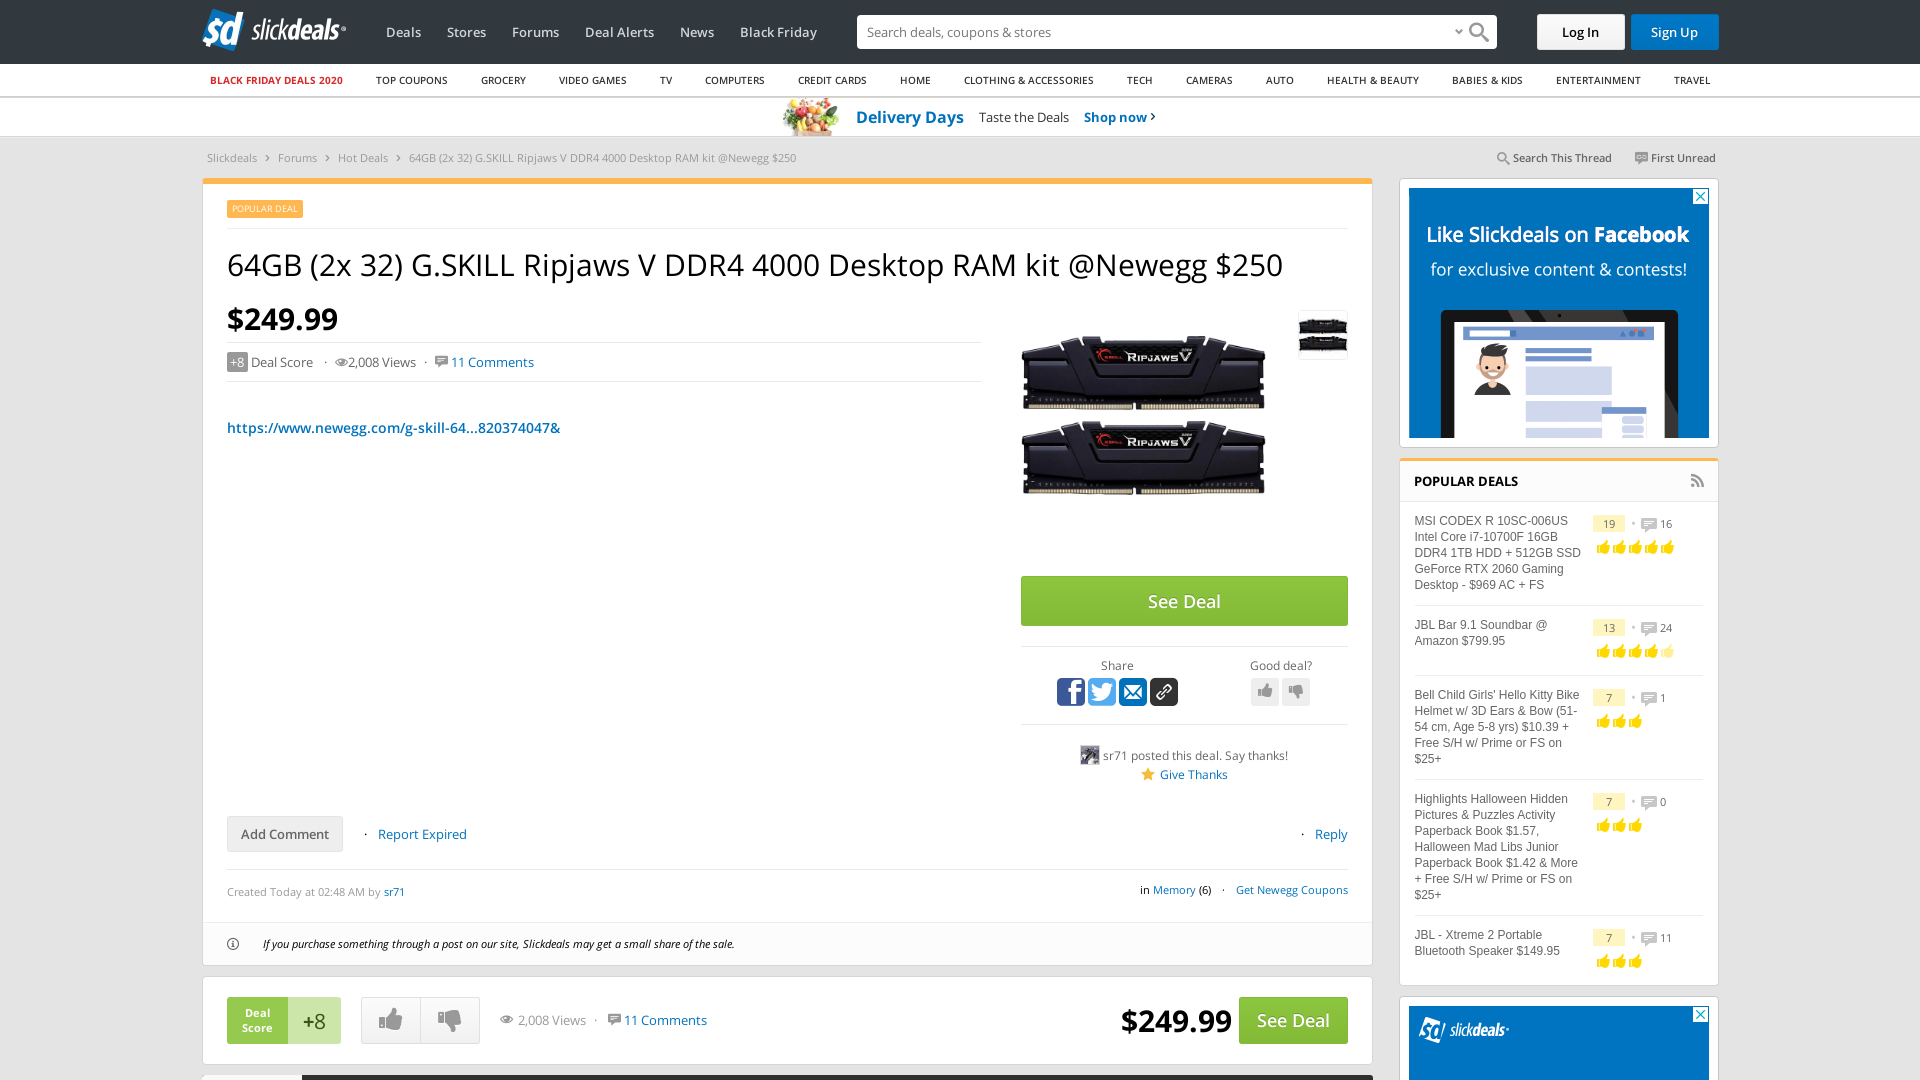 slickdeals
Deals
Stores
Forums
Deal Alerts
News
Black Friday
Search deals, coupons & stores
Log In
Sign Up
BLACK FRIDAY DEALS 2020
TOP COUPONS
GROCERY
VIDEO GAMES
TV
COMPUTERS
CREDIT CARDS
HOME
CLOTHING & ACCESSORIES
TECH
CAMERAS
AUTO
HEALTH & BEAUTY
BABIES & KIDS
ENTERTAINMENT
TRAVEL
Delivery Days Taste the Deals Shop now ›
Slickdeals › Forums › Hot Deals › 64GB (2x 32) G.SKILL Ripjaws V DDR4 4000 Desktop RAM kit @Newegg $250
Search This Thread
First Unread
POPULAR DEAL
64GB (2x 32) G.SKILL Ripjaws V DDR4 4000 Desktop RAM kit @Newegg $250
$249.99
+8 Deal Score · 2,008 Views · 11 Comments
https://www.newegg.com/g-skill-64...820374047&
RIPJAWS V
RIPJAWS V
See Deal
Share
Good deal?
sr71 posted this deal. Say thanks!
Give Thanks
Add Comment
· Report Expired
· Reply
Created Today at 02:48 AM by sr71
in Memory (6) · Get Newegg Coupons
If you purchase something through a post on our site, Slickdeals may get a small share of the sale.
Deal
Score
+8
2,008 Views · 11 Comments
$249.99
See Deal
Like Slickdeals on Facebook
for exclusive content & contests!
POPULAR DEALS
MSI CODEX R 10SC-006US
Intel Core i7-10700F 16GB
DDR4 1TB HDD + 512GB SSD
GeForce RTX 2060 Gaming
Desktop - $969 AC + FS
19 • 16
JBL Bar 9.1 Soundbar @
Amazon $799.95
13 • 24
Bell Child Girls' Hello Kitty Bike
Helmet w/ 3D Ears & Bow (51-
54 cm, Age 5-8 yrs) $10.39 +
Free S/H w/ Prime or FS on
$25+
7 • 1
Highlights Halloween Hidden
Pictures & Puzzles Activity
Paperback Book $1.57,
Halloween Mad Libs Junior
Paperback Book $1.42 & More
+ Free S/H w/ Prime or FS on
$25+
7 • 0
JBL - Xtreme 2 Portable
Bluetooth Speaker $149.95
7 • 11
slickdeals